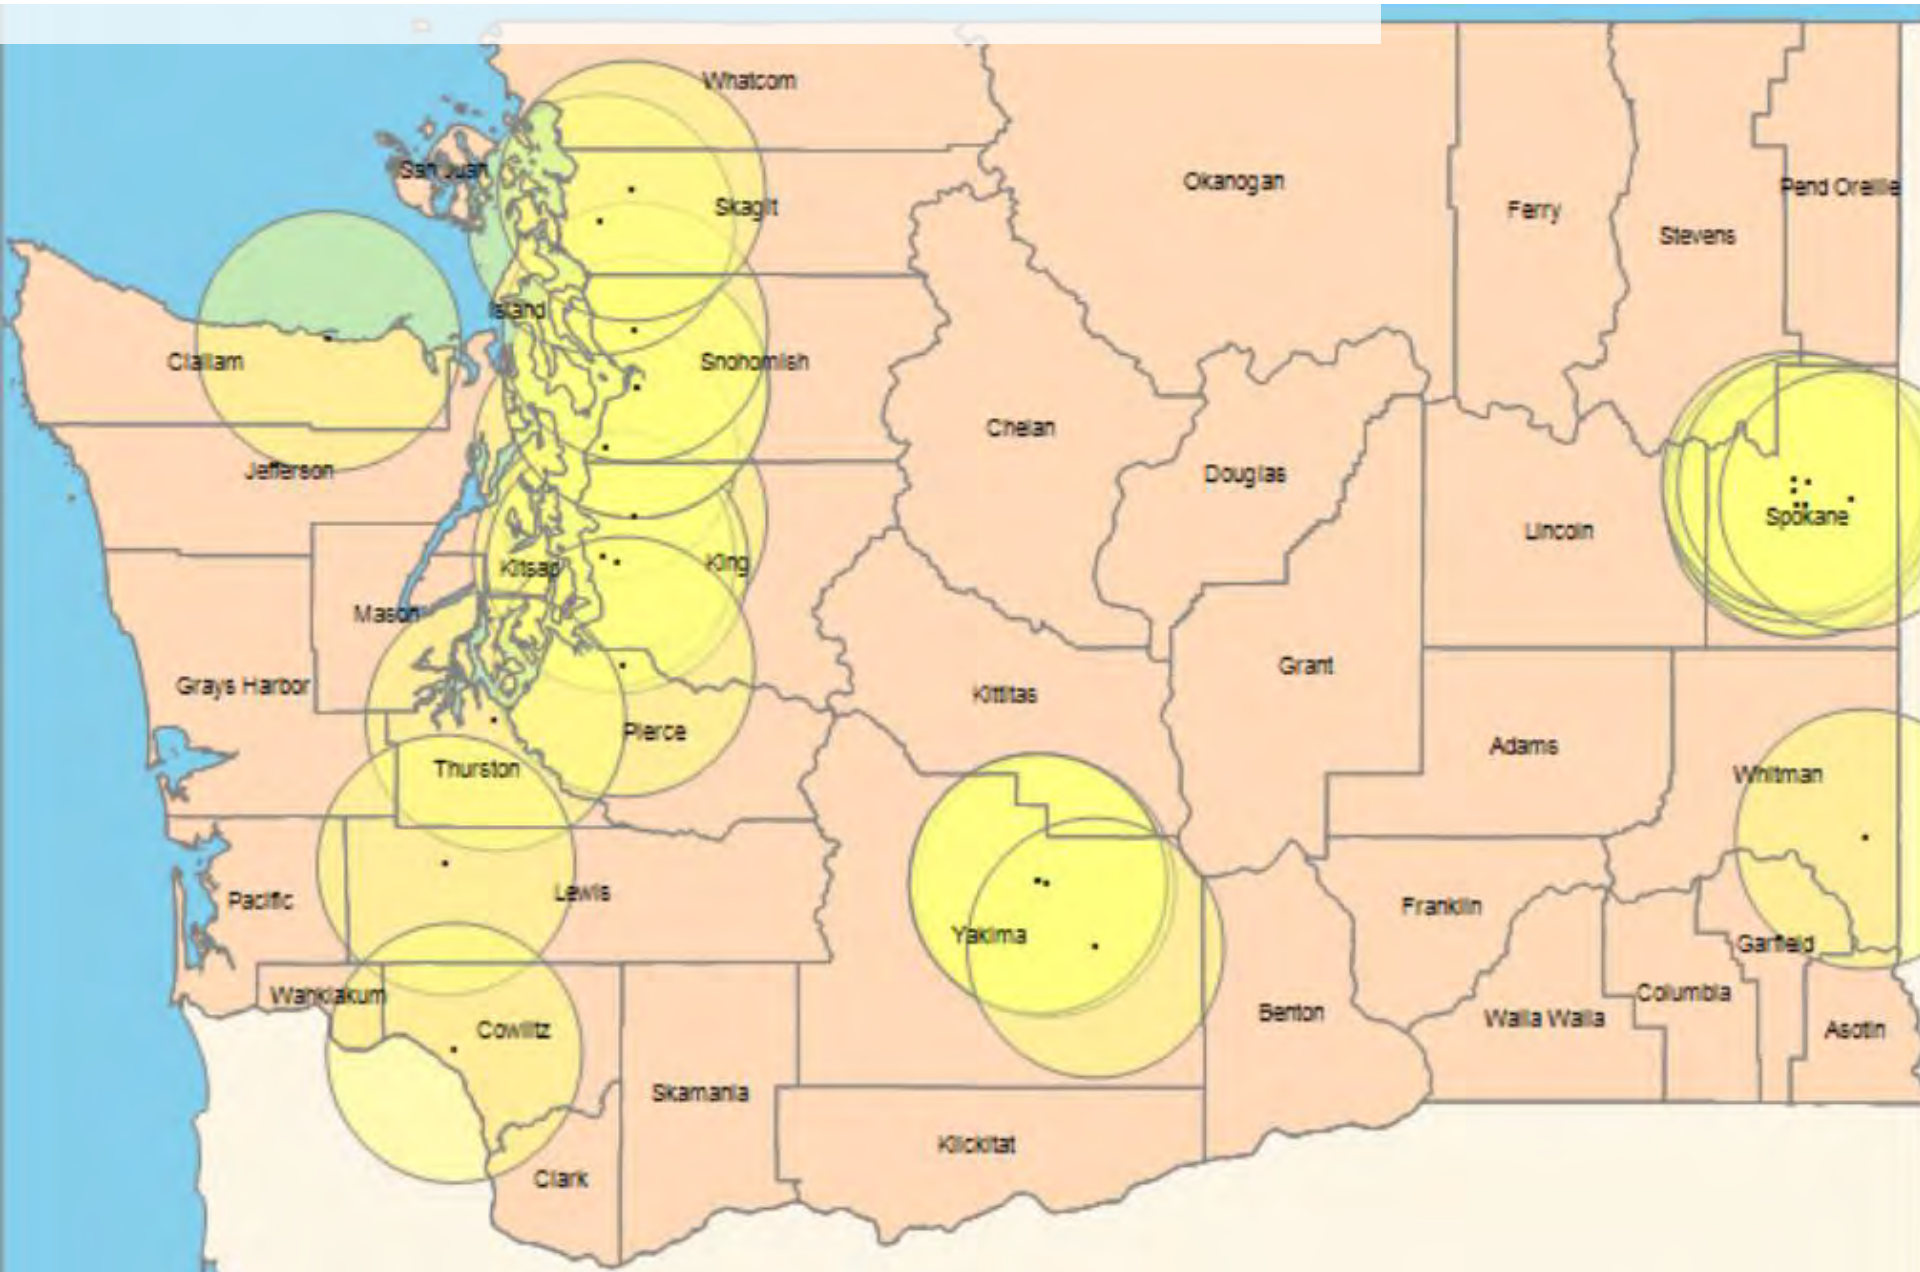 Whatcom
San Juan
Skagit
Okanogan
Ferry
Stevens
Pend Oreille
Island
Clallam
Snohomish
Chelan
Jefferson
Douglas
Lincoln
Spokane
Kitsap
King
Mason
Grays Harbor
Kittitas
Grant
Pierce
Thurston
Adams
Whitman
Pacific
Lewis
Yakima
Franklin
Garfield
Wahkiakum
Cowlitz
Benton
Walla Walla
Columbia
Asotin
Skamania
Klickitat
Clark